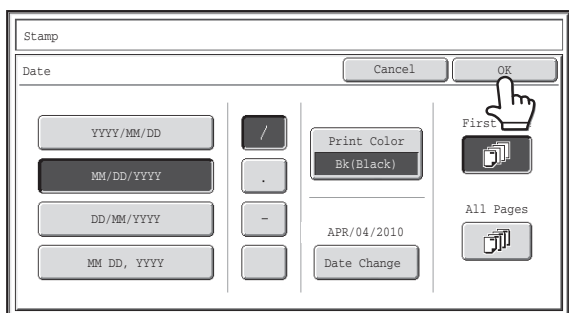 Stamp
Date
Cancel
OK
YYYY/MM/DD
/
Print Color
Bk(Black)
First
MM/DD/YYYY
.
DD/MM/YYYY
-
APR/04/2010
All Pages
MM DD, YYYY
Date Change